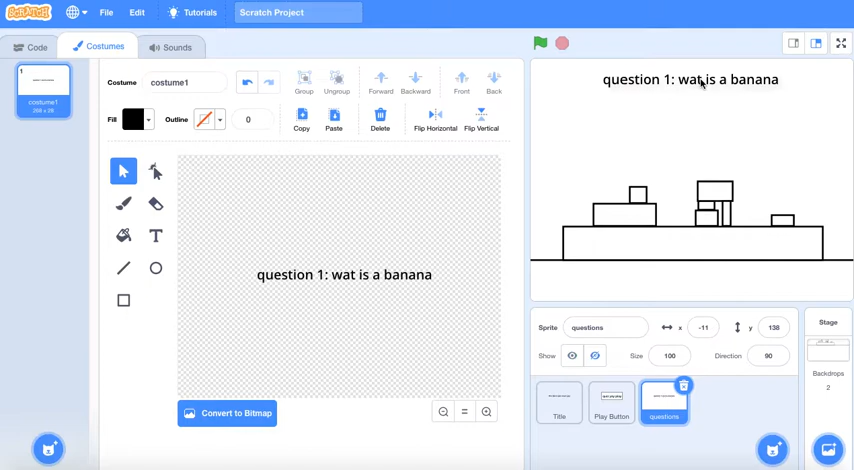 SCRATCH File Edit Tutorials Scratch Project
Code Costumes Sounds
1
costume1
Costume costume1 Group Ungroup Forward Backward Front Back
Fill Outline 0 Copy Paste Delete Flip Horizontal Flip Vertical
question 1: wat is a banana
Convert to Bitmap
question 1: wat is a banana
Sprite questions x -11 y 138
Show Size 100 Direction 90
Title Play Button questions
Stage
Backdrops
2